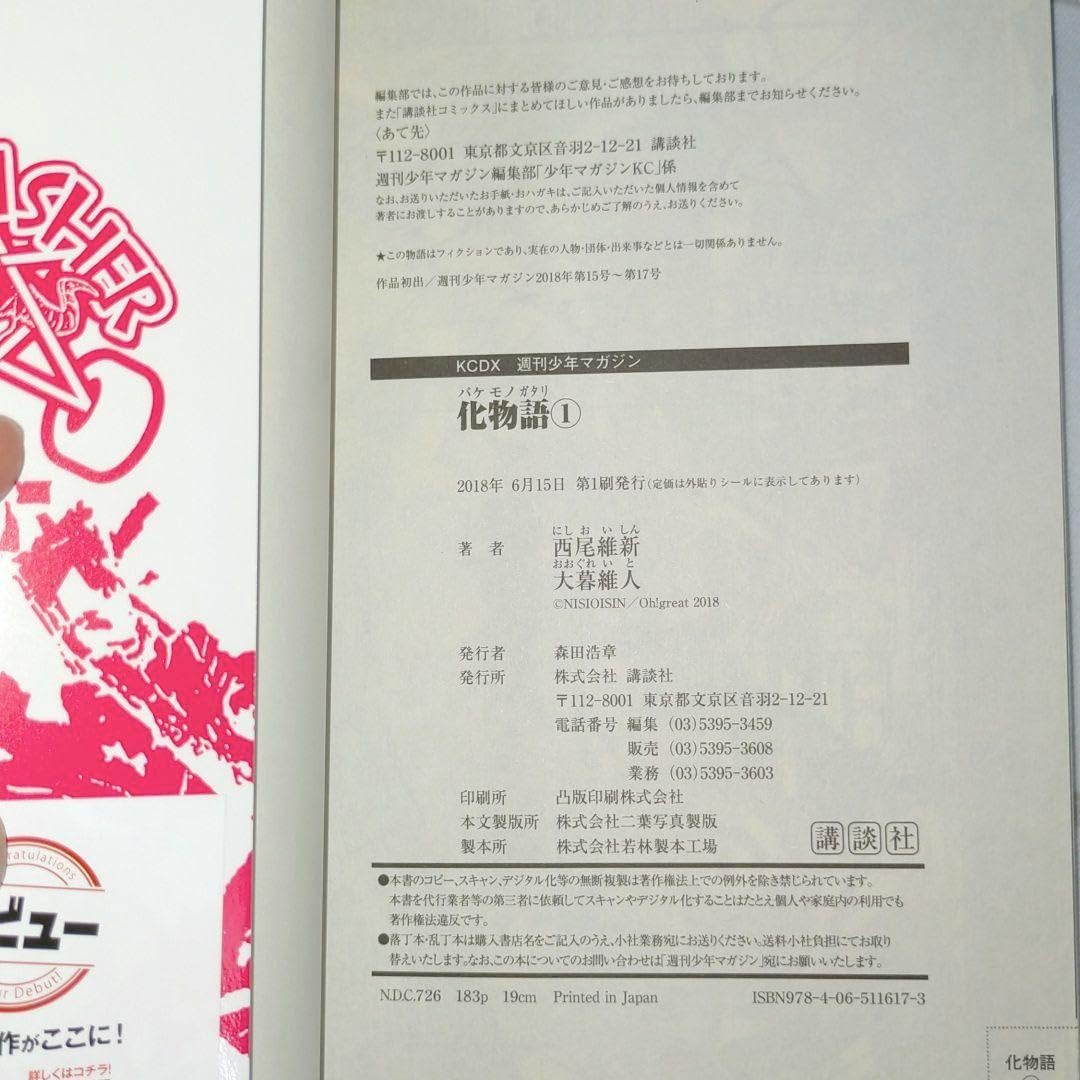 SHER
ratulations
ビュー
r Debut!
作がここに!
詳しくはコチラ!
編集部では、この作品に対する皆様のご意見・ご感想をお待ちしております。
また「講談社コミックス」にまとめてほしい作品がありましたら、編集部までお知らせください。
〈あて先〉
〒112-8001 東京都文京区音羽2-12-21 講談社
週刊少年マガジン編集部「少年マガジンKC」係
なお、お送りいただいたお手紙・おハガキは、ご記入いただいた個人情報を含めて
著者にお渡しすることがありますので、あらかじめご了解のうえ、お送りください。
★この物語はフィクションであり、実在の人物・団体・出来事などとは一切関係ありません。
作品初出／週刊少年マガジン2018年第15号〜第17号
KCDX 週刊少年マガジン
バケモノガタリ
化物語①
2018年 6月15日 第1刷発行(定価は外貼りシールに表示してあります)
にしおいしん
著者 西尾維新
おおぐれいと
大暮維人
©NISIOISIN／Oh!great 2018
発行者 森田浩章
発行所 株式会社 講談社
〒112-8001 東京都文京区音羽2-12-21
電話番号 編集 (03)5395-3459
販売 (03)5395-3608
業務 (03)5395-3603
印刷所 凸版印刷株式会社
本文製版所 株式会社二葉写真製版
製本所 株式会社若林製本工場
講談社
●本書のコピー、スキャン、デジタル化等の無断複製は著作権法上での例外を除き禁じられています。
本書を代行業者等の第三者に依頼してスキャンやデジタル化することはたとえ個人や家庭内の利用でも
著作権法違反です。
●落丁本・乱丁本は購入書店名をご記入のうえ、小社業務宛にお送りください。送料小社負担にてお取り
替えいたします。なお、この本についてのお問い合わせは「週刊少年マガジン」宛にお願いいたします。
N.D.C.726 183p 19cm Printed in Japan ISBN978-4-06-511617-3
化物語